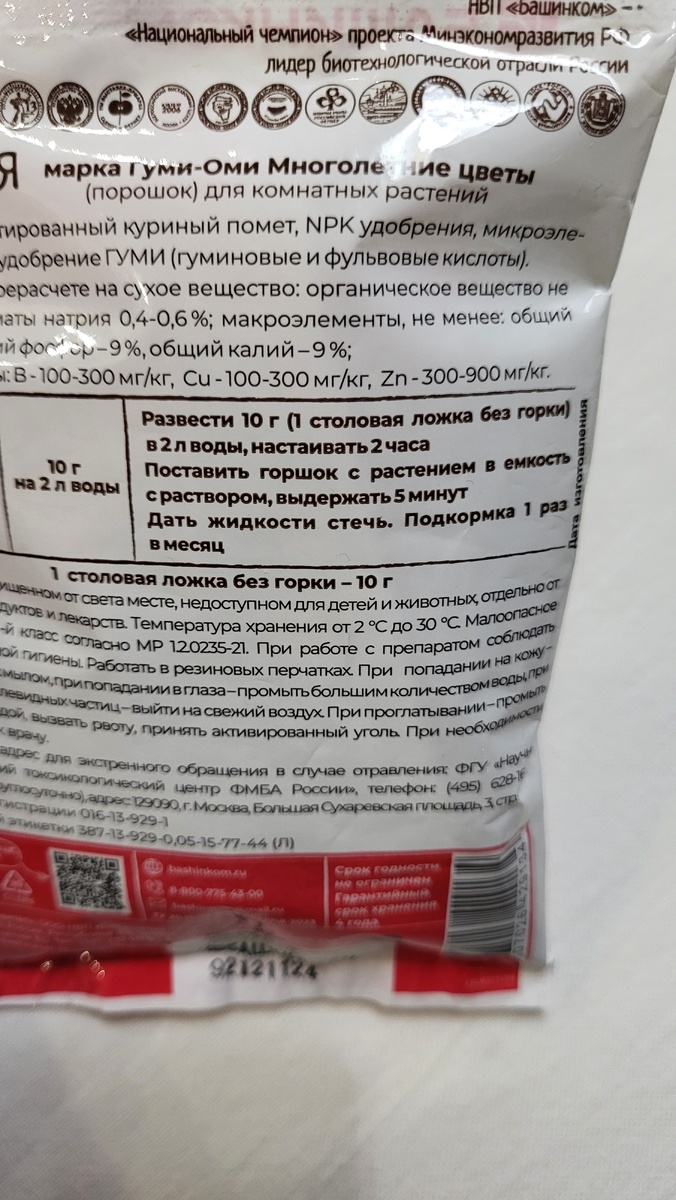 НВП «Башинком» –
«Национальный чемпион» проекта Минэкономразвития РФ
лидер биотехнологической отрасли России
Я марка Гуми-Оми Многолетние цветы
(порошок) для комнатных растений
тированный куриный помет, NPK удобрения, микроэле-
удобрение ГУМИ (гуминовые и фульвовые кислоты).
ерерасчете на сухое вещество: органическое вещество не
маты натрия 0,4-0,6%; макроэлементы, не менее: общий
ий фосфор–9%, общий калий–9%;
ы: B-100-300 мг/кг, Cu-100-300 мг/кг, Zn-300-900 мг/кг.
10 г
на 2 л воды
Развести 10 г (1 столовая ложка без горки)
в 2 л воды, настаивать 2 часа
Поставить горшок с растением в емкость
с раствором, выдержать 5 минут
Дать жидкости стечь. Подкормка 1 раз
в месяц
Дата изготовления
1 столовая ложка без горки – 10 г
ищенном от света месте, недоступном для детей и животных, отдельно от
дуктов и лекарств. Температура хранения от 2 °С до 30 °С. Малоопасное
-й класс согласно МР 1.2.0235-21. При работе с препаратом соблюдать
ой гигиены. Работать в резиновых перчатках. При попадании на кожу–
мылом, при попадании в глаза–промыть большим количеством воды, при
левидных частиц–выйти на свежий воздух. При проглатывании–промыть
дой, вызвать рвоту, принять активированный уголь. При необходимости
к врачу.
адрес для экстренного обращения в случае отравления: ФГУ «Научн
ий токсикологический центр ФМБА России», телефон: (495) 628-16
руглосуточно), адрес: 129090, г. Москва, Большая Сухаревская площадь, 3, стр.
гистрации 016-13-929-1
й этикетки 387-13-929-0,05-15-77-44 (Л)
bashinkom.ru
8-800-775-43-00
Срок годности
не ограничен
Гарантийный
срок хранения
4 года
92121124